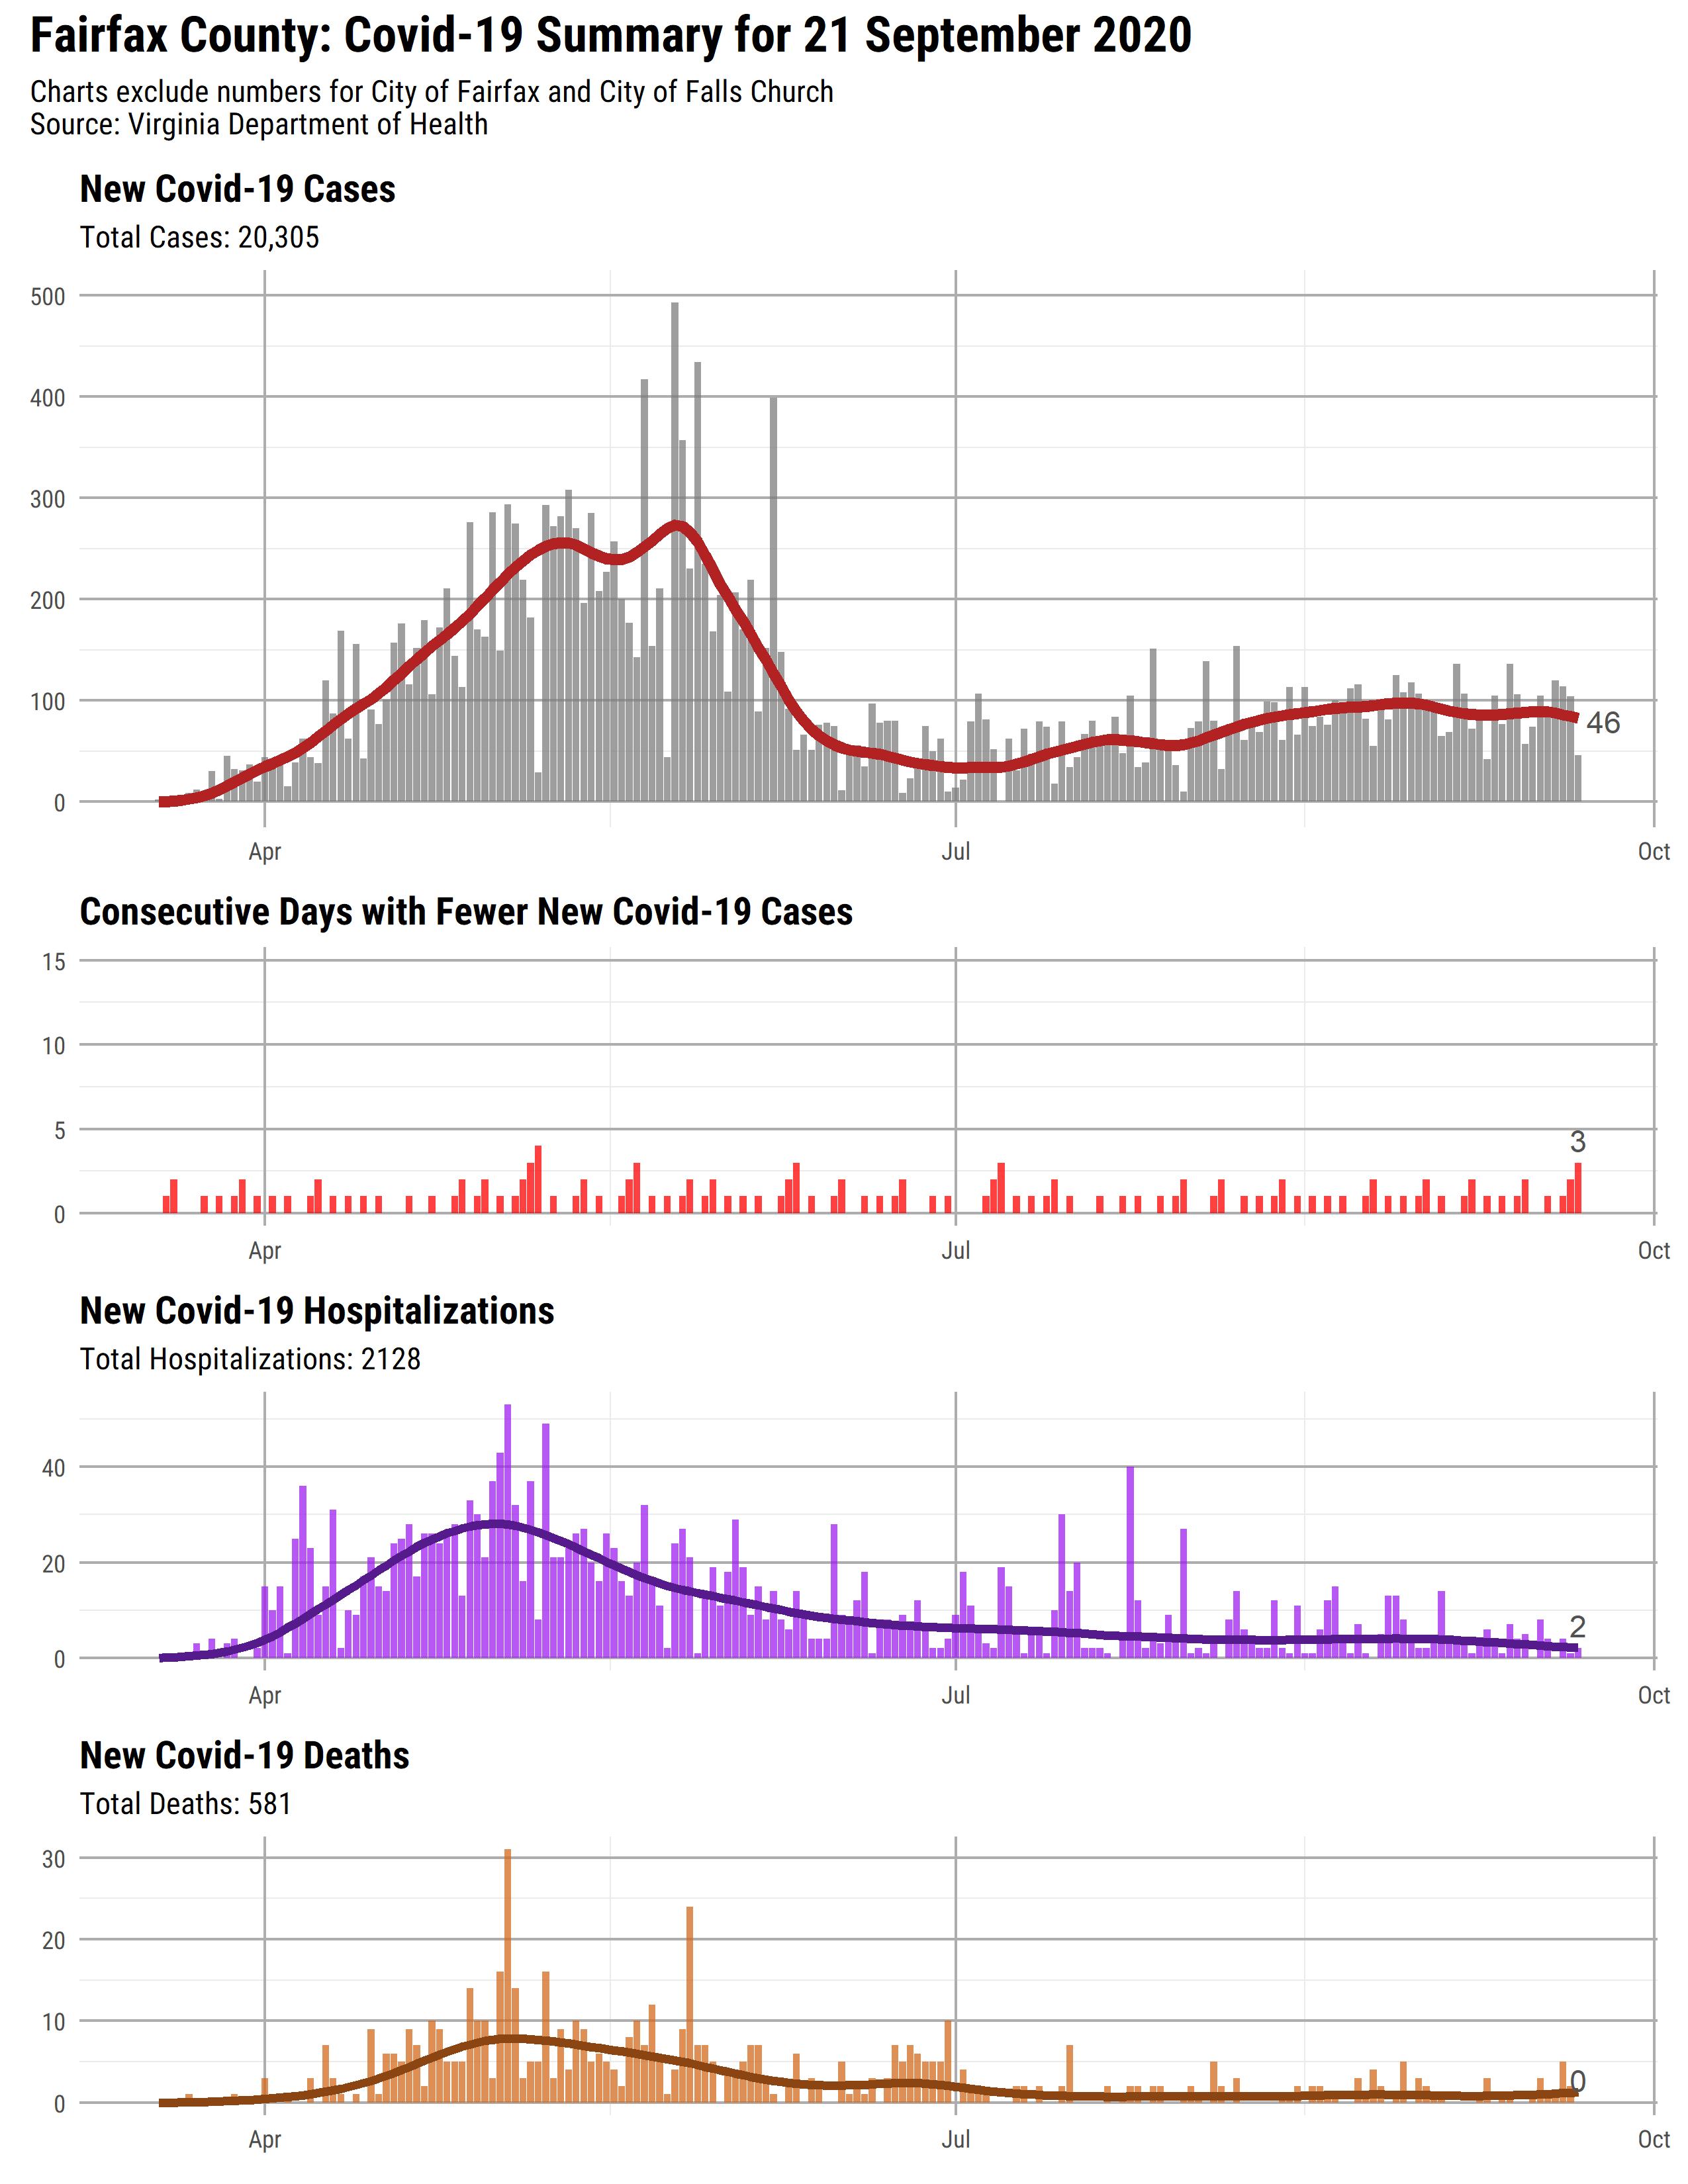 Fairfax County: Covid-19 Summary for 21 September 2020
Charts exclude numbers for City of Fairfax and City of Falls Church
Source: Virginia Department of Health
New Covid-19 Cases
Total Cases: 20,305
500
400
300
200
100
0
46
Apr
Jul
Oct
Consecutive Days with Fewer New Covid-19 Cases
15
10
5
0
3
Apr
Jul
Oct
New Covid-19 Hospitalizations
Total Hospitalizations: 2128
40
20
0
2
Apr
Jul
Oct
New Covid-19 Deaths
Total Deaths: 581
30
20
10
0
0
Apr
Jul
Oct